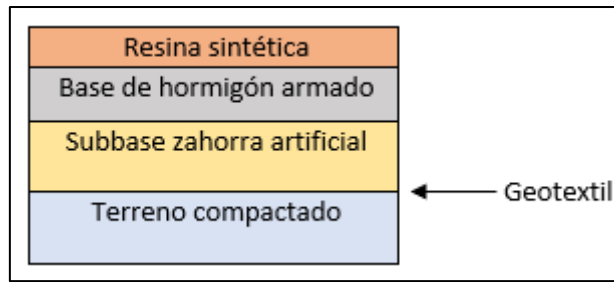 Resina sintética
Base de hormigón armado
Subbase zahorra artificial
Geotextil
Terreno compactado